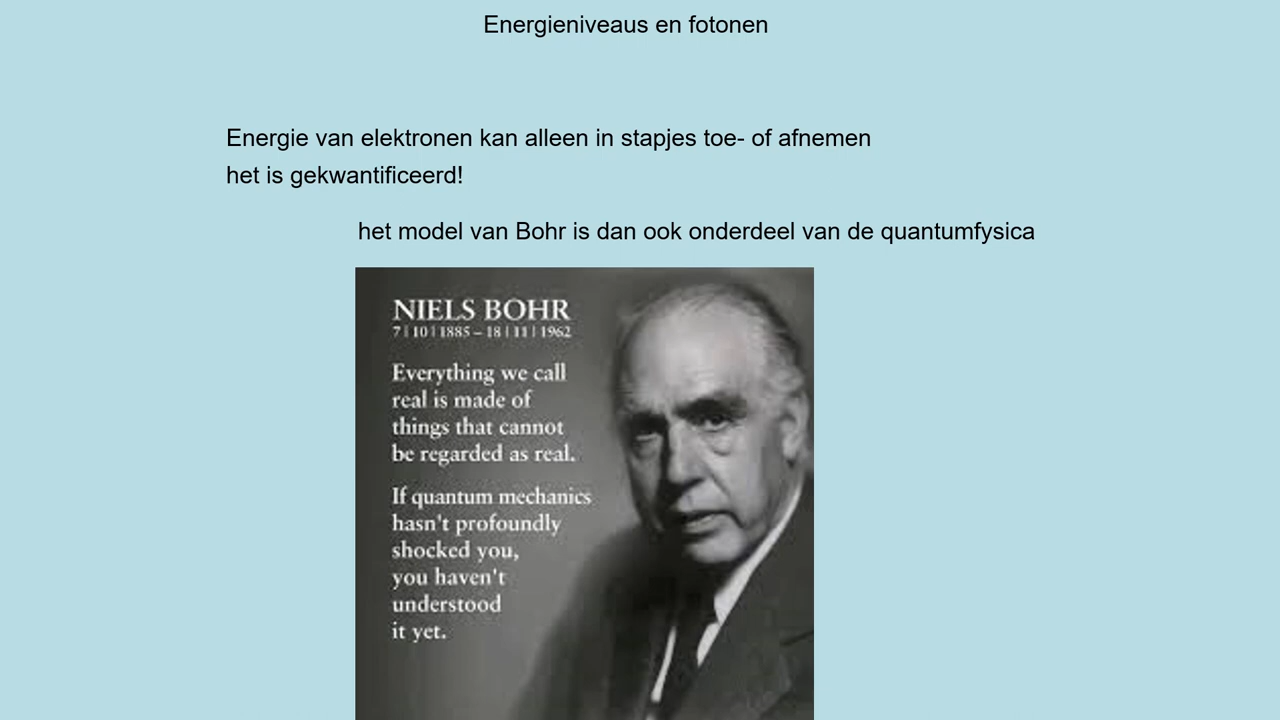 Energieniveaus en fotonen
Energie van elektronen kan alleen in stapjes toe- of afnemen
het is gekwantificeerd!
het model van Bohr is dan ook onderdeel van de quantumfysica
NIELS BOHR
7 | 10 | 1885 – 18 | 11 | 1962
Everything we call
real is made of
things that cannot
be regarded as real.
If quantum mechanics
hasn't profoundly
shocked you,
you haven't
understood
it yet.